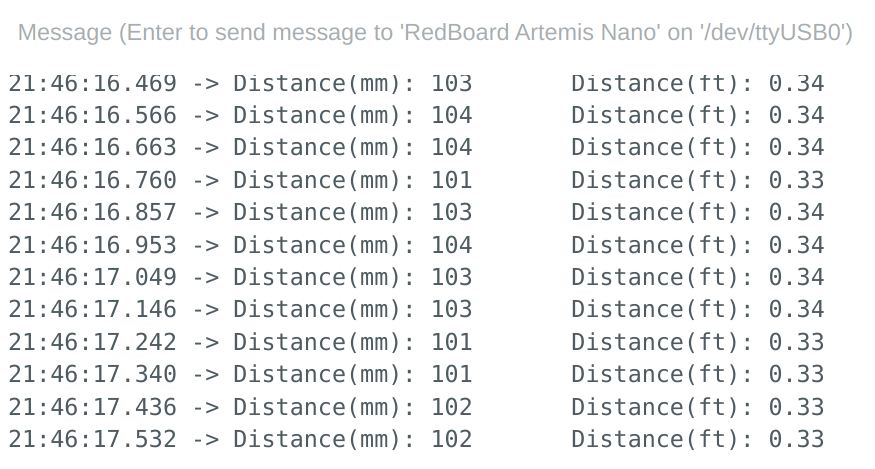 Message (Enter to send message to 'RedBoard Artemis Nano' on '/dev/ttyUSB0')
21:46:16.469 -> Distance(mm): 103       Distance(ft): 0.34
21:46:16.566 -> Distance(mm): 104       Distance(ft): 0.34
21:46:16.663 -> Distance(mm): 104       Distance(ft): 0.34
21:46:16.760 -> Distance(mm): 101       Distance(ft): 0.33
21:46:16.857 -> Distance(mm): 103       Distance(ft): 0.34
21:46:16.953 -> Distance(mm): 104       Distance(ft): 0.34
21:46:17.049 -> Distance(mm): 103       Distance(ft): 0.34
21:46:17.146 -> Distance(mm): 103       Distance(ft): 0.34
21:46:17.242 -> Distance(mm): 101       Distance(ft): 0.33
21:46:17.340 -> Distance(mm): 101       Distance(ft): 0.33
21:46:17.436 -> Distance(mm): 102       Distance(ft): 0.33
21:46:17.532 -> Distance(mm): 102       Distance(ft): 0.33